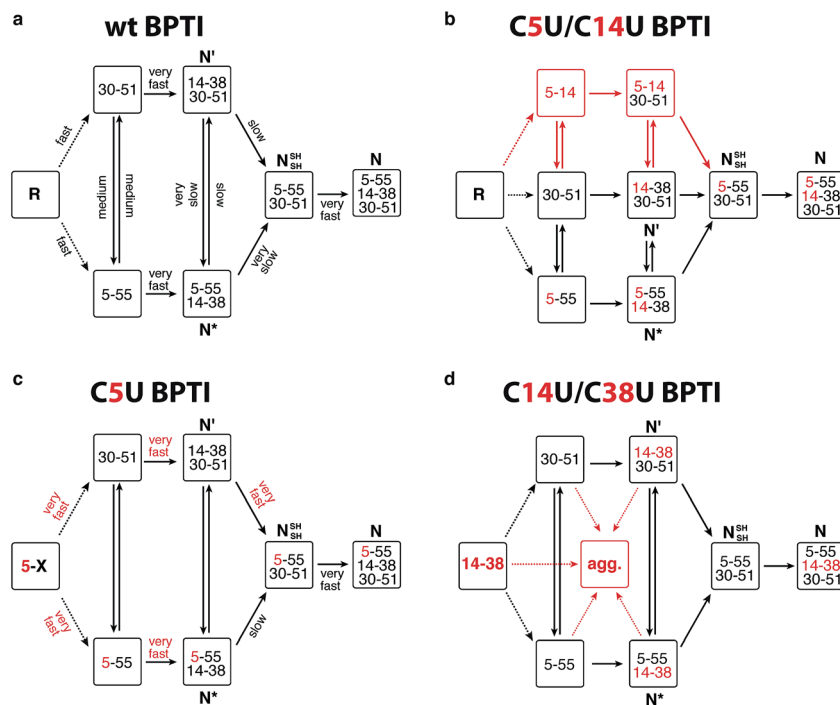 a
wt BPTI
N'
30-51
very
fast
14-38
30-51
fast
slow
R
medium
medium
very
slow
slow
N SH SH
5-55
30-51
very
fast
N
5-55
14-38
30-51
fast
very
slow
5-55
very
fast
5-55
14-38
N*
b
C5U/C14U BPTI
5-14
5-14
30-51
N SH SH
N
R
30-51
14-38
30-51
5-55
30-51
5-55
14-38
30-51
N'
5-55
5-55
14-38
N*
c
C5U BPTI
N'
30-51
very
fast
14-38
30-51
very
fast
very
fast
5-X
N SH SH
5-55
30-51
very
fast
N
5-55
14-38
30-51
very
fast
slow
5-55
very
fast
5-55
14-38
N*
d
C14U/C38U BPTI
N'
30-51
14-38
30-51
14-38
agg.
N SH SH
5-55
30-51
N
5-55
14-38
30-51
5-55
5-55
14-38
N*